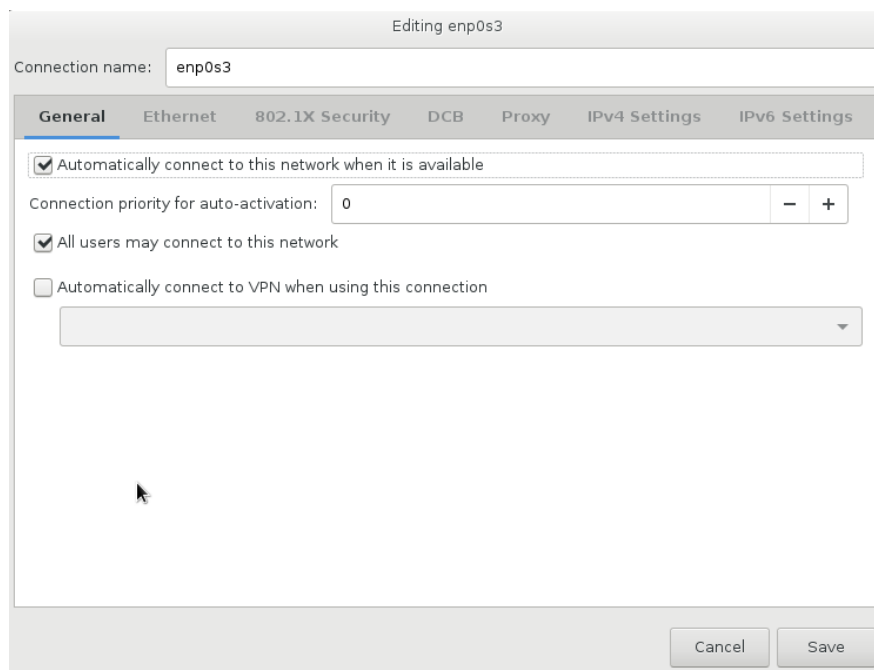 Editing enp0s3
Connection name: enp0s3
General Ethernet 802.1X Security DCB Proxy IPv4 Settings IPv6 Settings
Automatically connect to this network when it is available
Connection priority for auto-activation: 0 − +
All users may connect to this network
Automatically connect to VPN when using this connection
Cancel Save